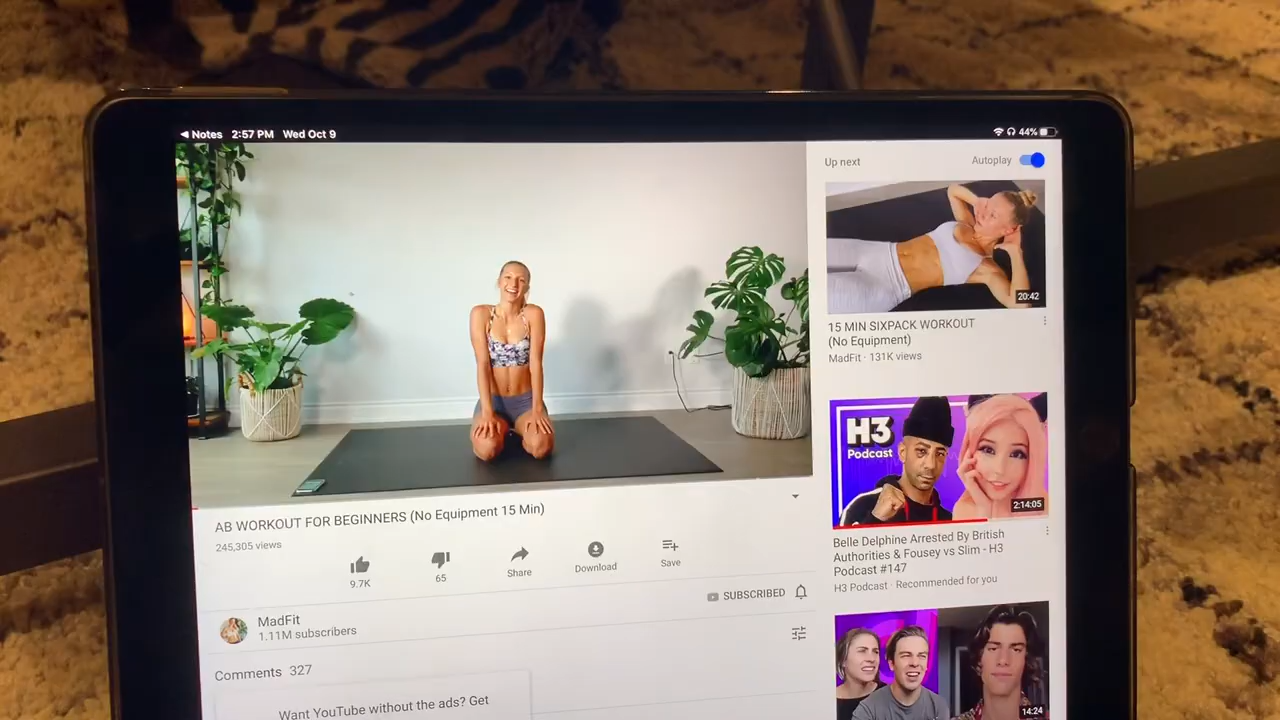 Notes 2:57 PM Wed Oct 9
44%
Up next
Autoplay
20:42
15 MIN SIXPACK WORKOUT
(No Equipment)
MadFit · 131K views
H3
Podcast
2:14:05
Belle Delphine Arrested By British
Authorities & Fousey vs Slim - H3
Podcast #147
H3 Podcast · Recommended for you
14:24
AB WORKOUT FOR BEGINNERS (No Equipment 15 Min)
245,305 views
9.7K
65
Share
Download
Save
SUBSCRIBED
MadFit
1.11M subscribers
Comments 327
Want YouTube without the ads? Get